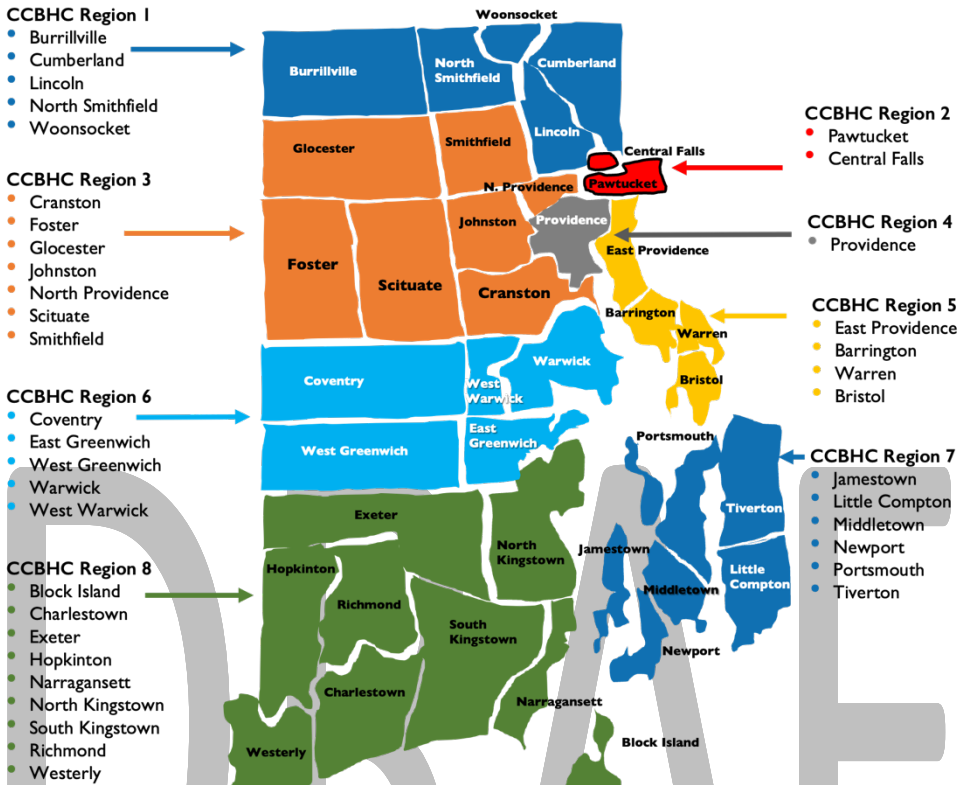 CCBHC Region 1
• Burrillville
• Cumberland
• Lincoln
• North Smithfield
• Woonsocket
CCBHC Region 3
• Cranston
• Foster
• Glocester
• Johnston
• North Providence
• Scituate
• Smithfield
CCBHC Region 6
• Coventry
• East Greenwich
• West Greenwich
• Warwick
• West Warwick
CCBHC Region 8
• Block Island
• Charlestown
• Exeter
• Hopkinton
• Narragansett
• North Kingstown
• South Kingstown
• Richmond
• Westerly
Woonsocket
Burrillville
North
Smithfield
Cumberland
Lincoln
Glocester
Smithfield
Central Falls
Pawtucket
N. Providence
Johnston
Providence
East Providence
Foster
Scituate
Cranston
Barrington
Warren
Bristol
Coventry
West
Warwick
Warwick
West Greenwich
East
Greenwich
Portsmouth
Tiverton
Exeter
North
Kingstown
Jamestown
Hopkinton
Richmond
Middletown
Little
Compton
South
Kingstown
Newport
Charlestown
Narragansett
Westerly
Block Island
CCBHC Region 2
• Pawtucket
• Central Falls
CCBHC Region 4
• Providence
CCBHC Region 5
• East Providence
• Barrington
• Warren
• Bristol
CCBHC Region 7
• Jamestown
• Little Compton
• Middletown
• Newport
• Portsmouth
• Tiverton